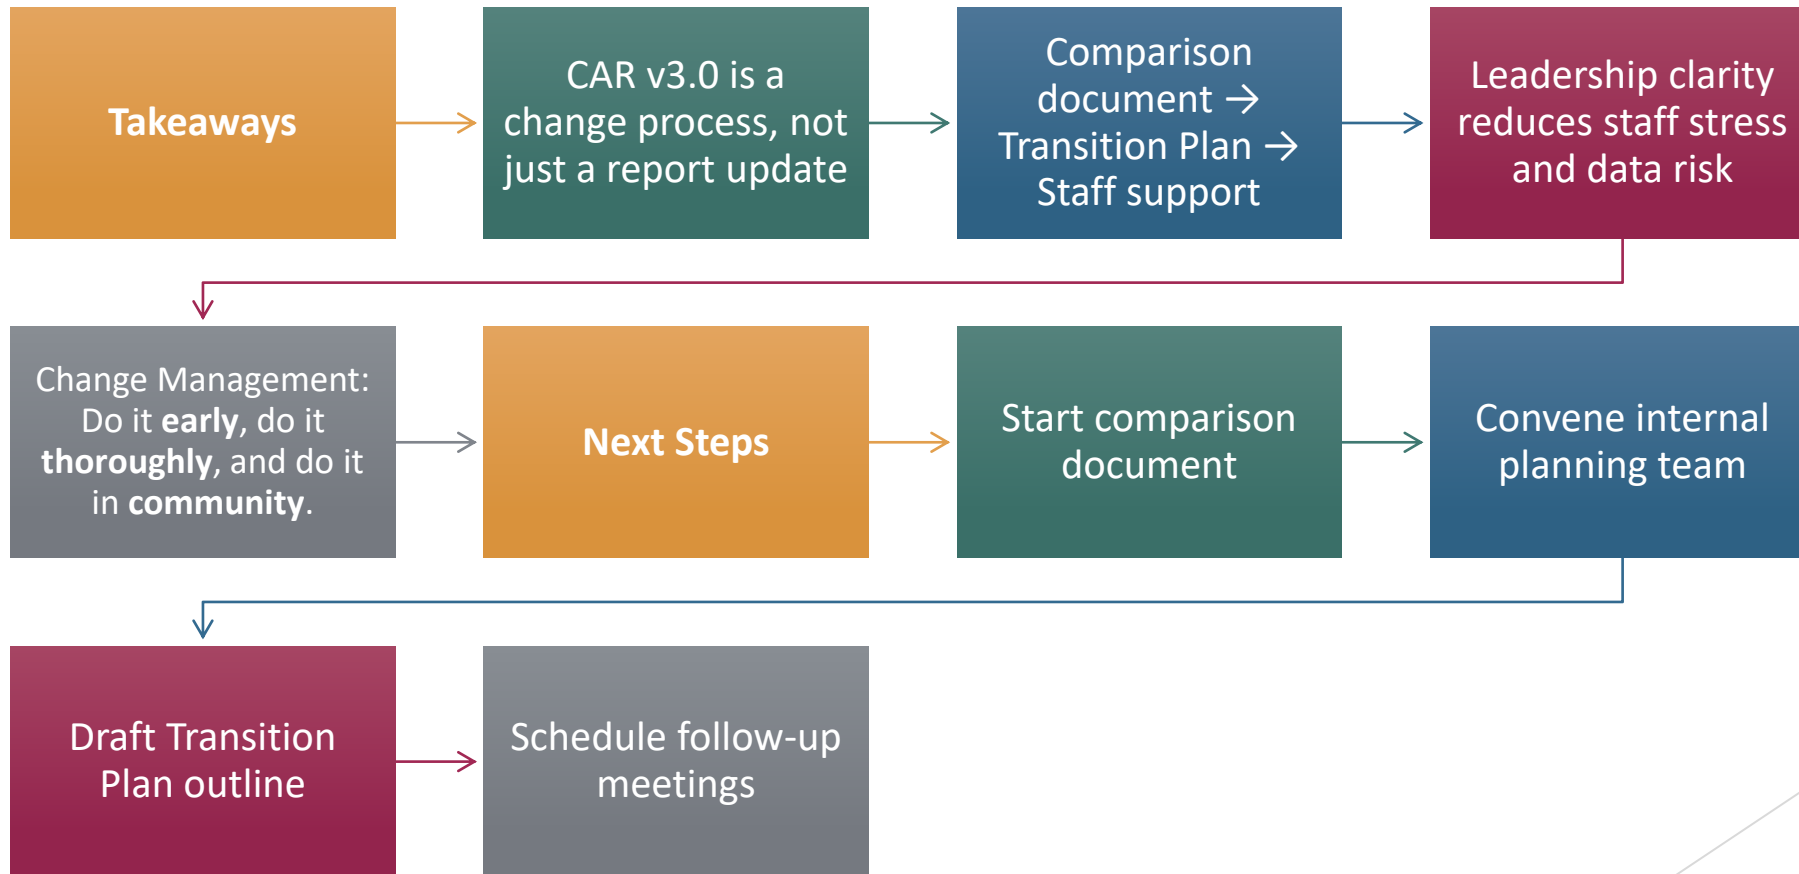 Takeaways
CAR v3.0 is a
change process, not
just a report update
Comparison
document →
Transition Plan →
Staff support
Leadership clarity
reduces staff stress
and data risk
Change Management:
Do it early, do it
thoroughly, and do it
in community.
Next Steps
Start comparison
document
Convene internal
planning team
Draft Transition
Plan outline
Schedule follow-up
meetings